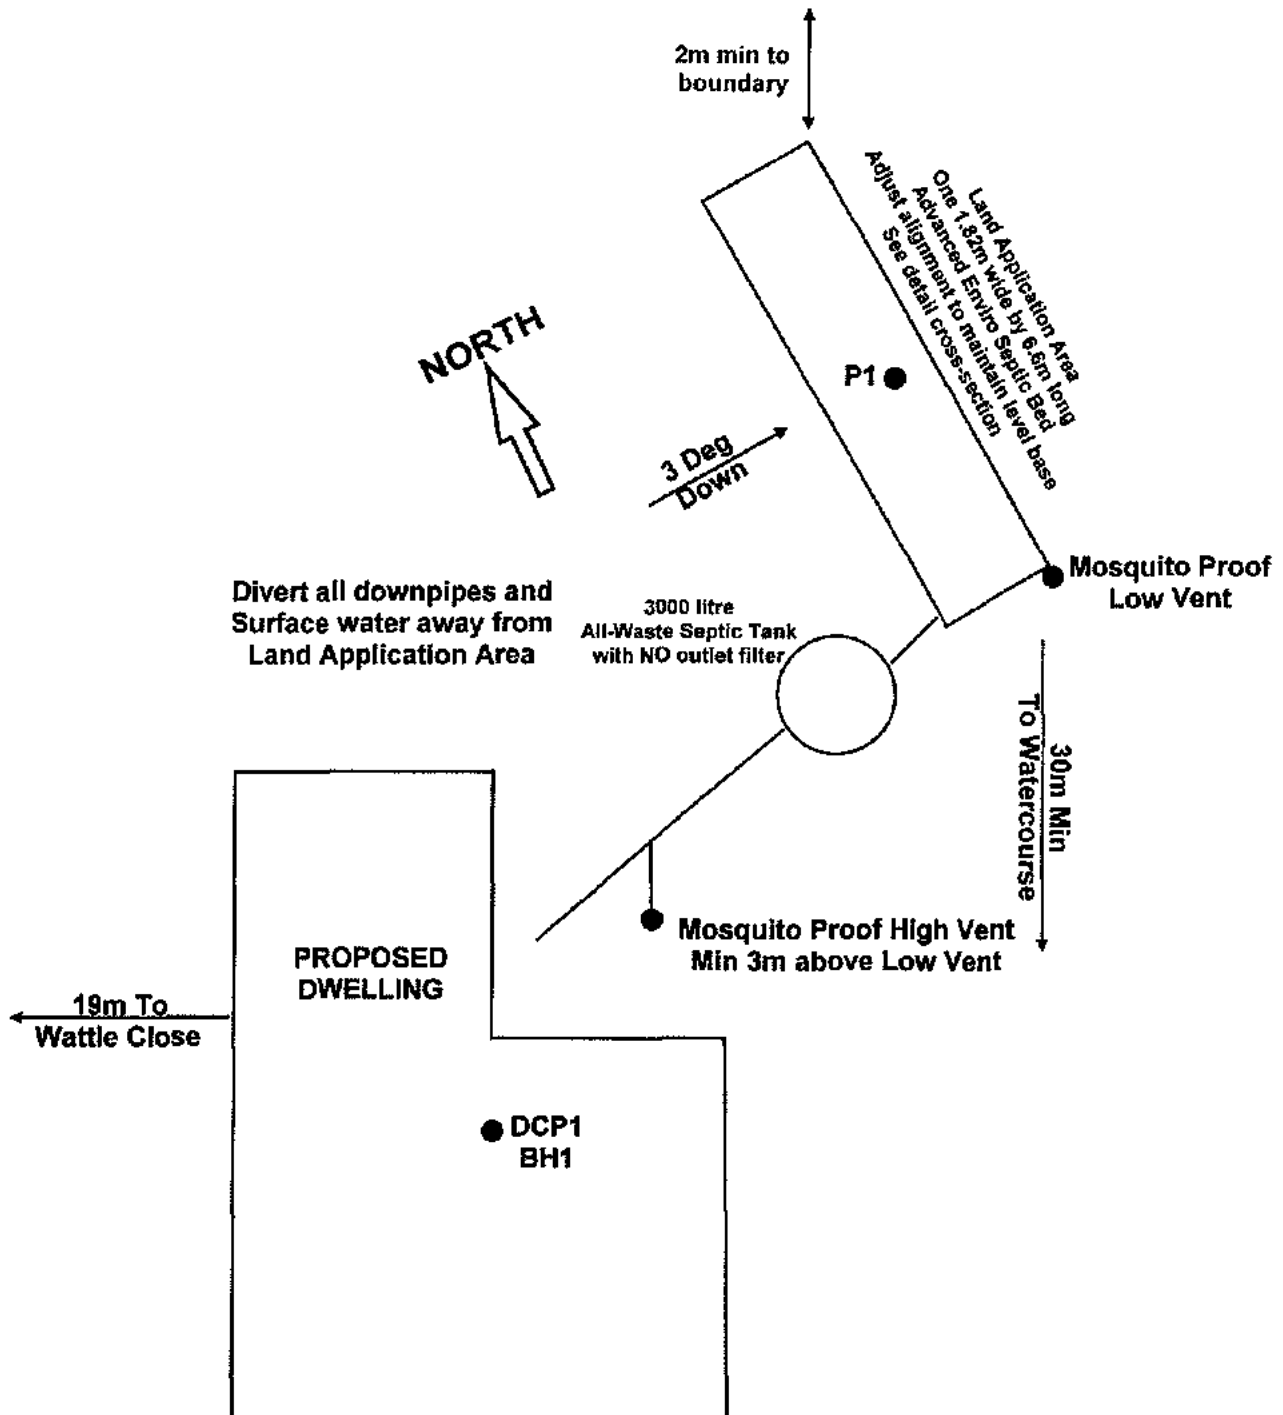 2m min to
boundary
Land Application Area
One 1.82m wide by 6.6m long
Advanced Enviro Septic Bed
Adjust alignment to maintain level base
See detail cross-section
NORTH
P1
3 Deg
Down
Mosquito Proof
Low Vent
Divert all downpipes and
Surface water away from
Land Application Area
3000 litre
All-Waste Septic Tank
with NO outlet filter
30m Min
To Watercourse
Mosquito Proof High Vent
Min 3m above Low Vent
PROPOSED
DWELLING
19m To
Wattle Close
DCP1
BH1